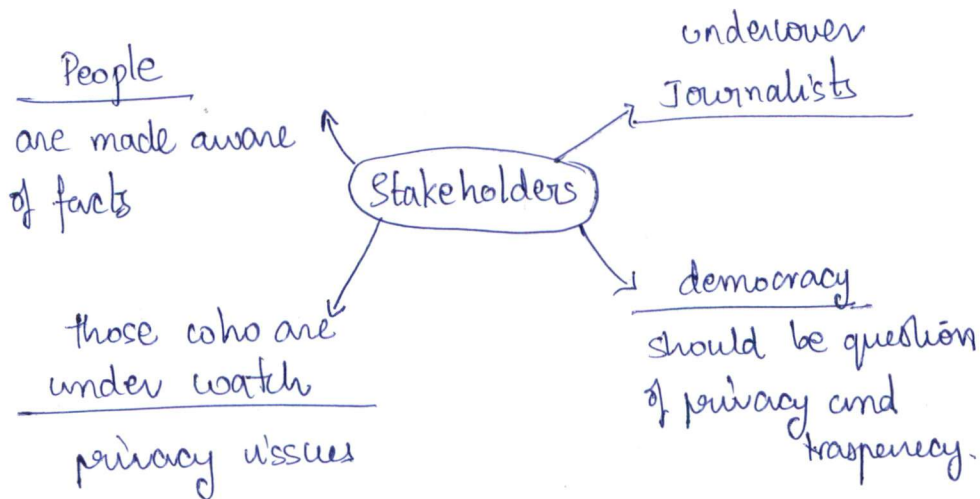 People
are made aware
of facts
undercover
Journalists
Stakeholders
those who are
under watch
privacy issues
democracy
should be question
of privacy and
traspenecy.